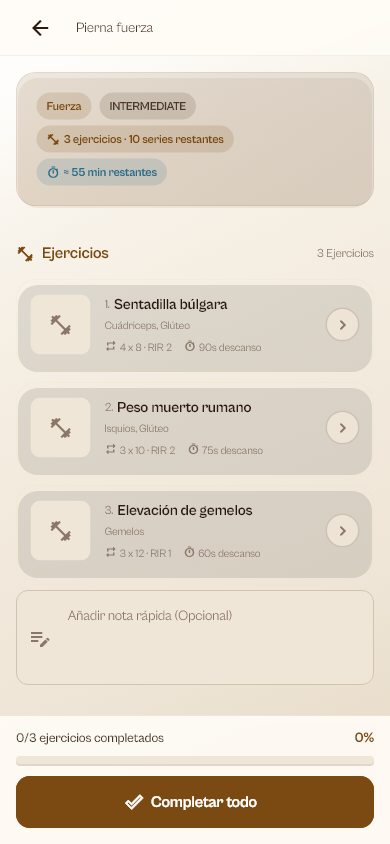 Pierna fuerza
Fuerza
INTERMEDIATE
3 ejercicios · 10 series restantes
≈ 55 min restantes
Ejercicios
3 Ejercicios
1. Sentadilla búlgara
Cuádriceps, Glúteo
4 x 8 · RIR 2
90s descanso
2. Peso muerto rumano
Isquios, Glúteo
3 x 10 · RIR 2
75s descanso
3. Elevación de gemelos
Gemelos
3 x 12 · RIR 1
60s descanso
Añadir nota rápida (Opcional)
0/3 ejercicios completados
0%
Completar todo